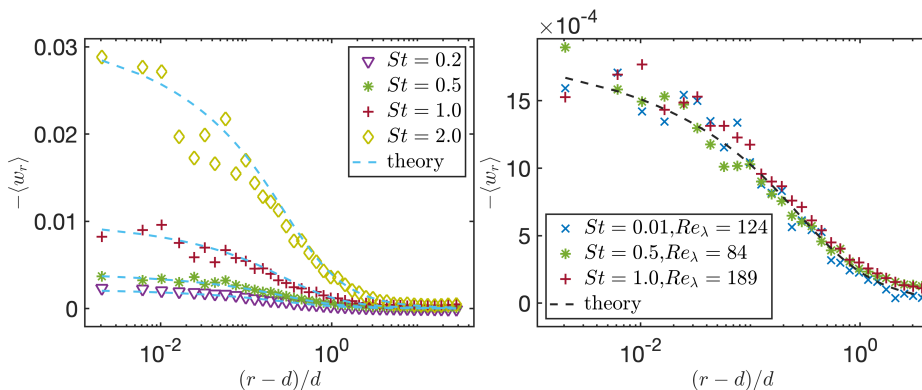 0.03
0.02
0.01
0
−⟨w_r⟩
10^-2
10^0
(r − d)/d
St = 0.2
St = 0.5
St = 1.0
St = 2.0
theory
×10^-4
15
10
5
0
−⟨w_r⟩
10^-2
10^0
(r − d)/d
St = 0.01,Re_λ = 124
St = 0.5,Re_λ = 84
St = 1.0,Re_λ = 189
theory